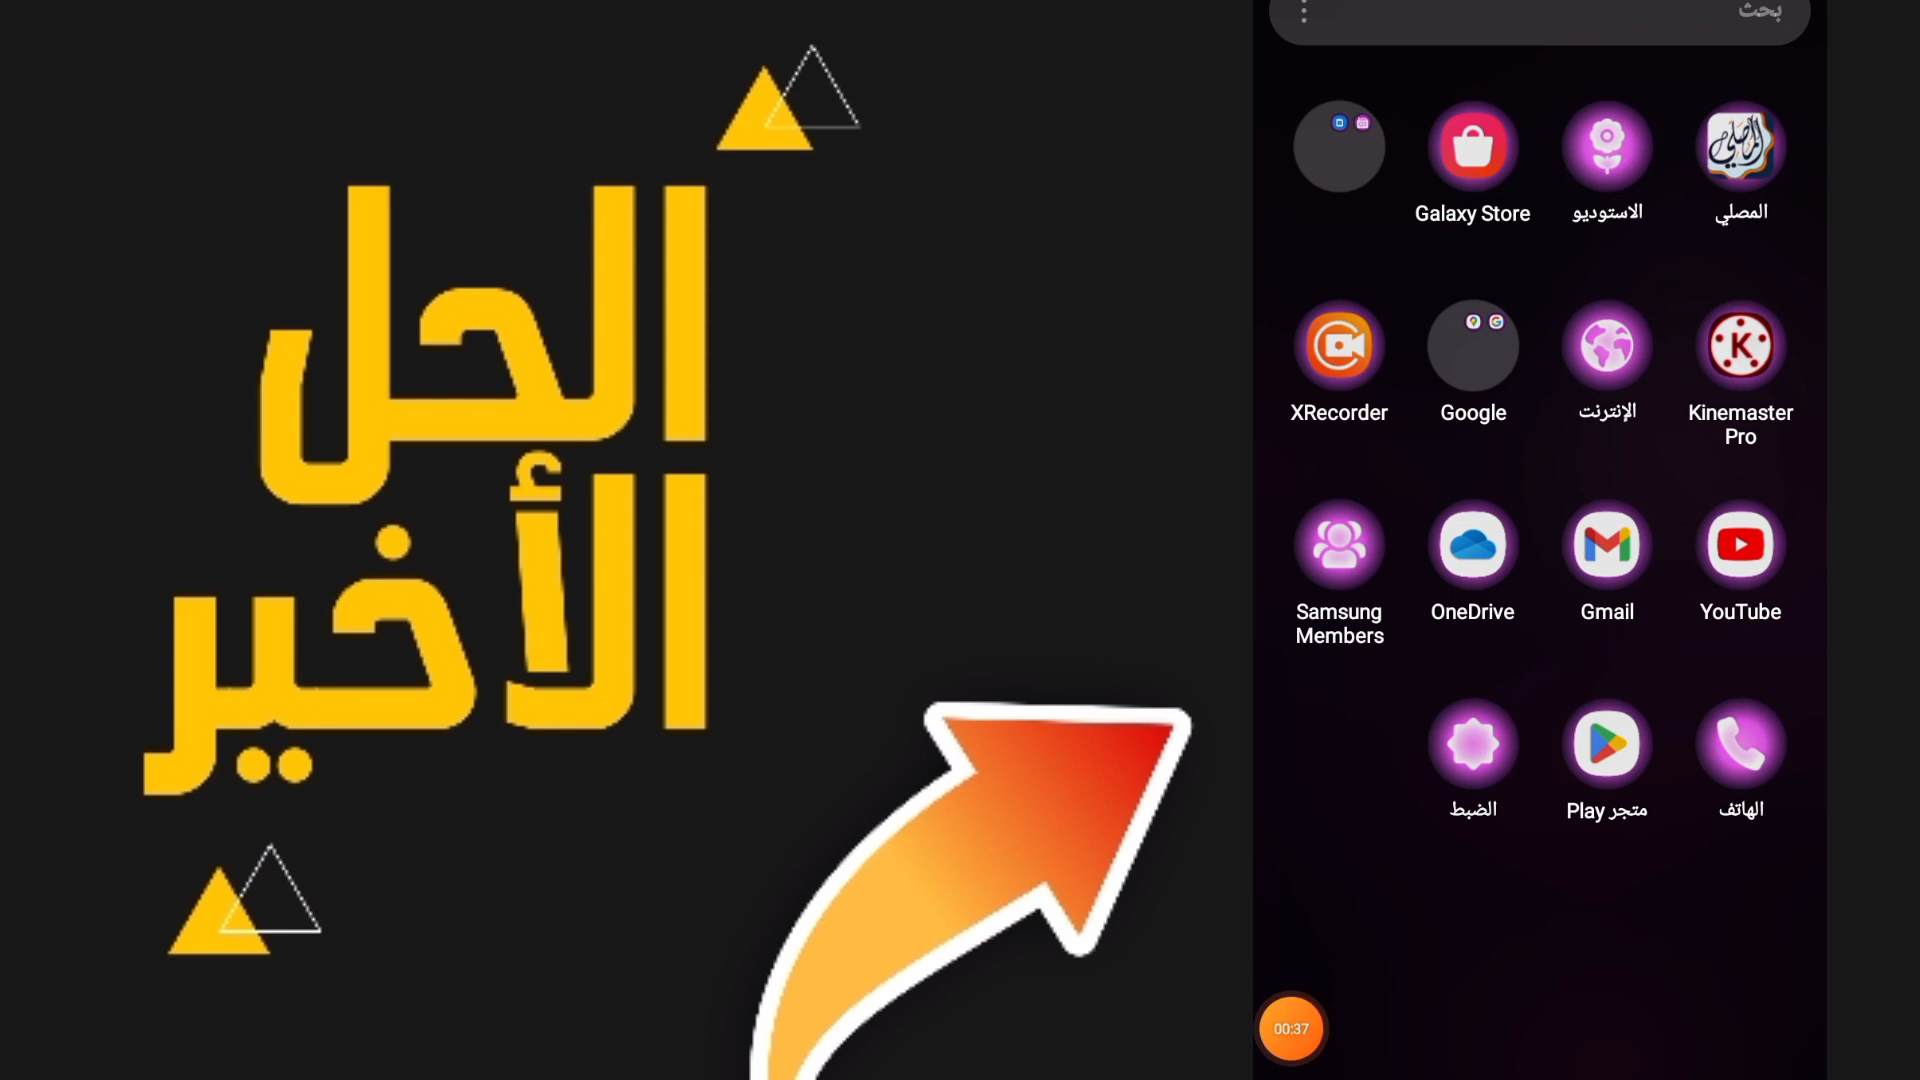 الحل
الأخير
بحث
المصلي
الاستوديو
Galaxy Store
Kinemaster
Pro
الإنترنت
Google
XRecorder
YouTube
Gmail
OneDrive
Samsung
Members
الهاتف
متجر Play
الضبط
00:37